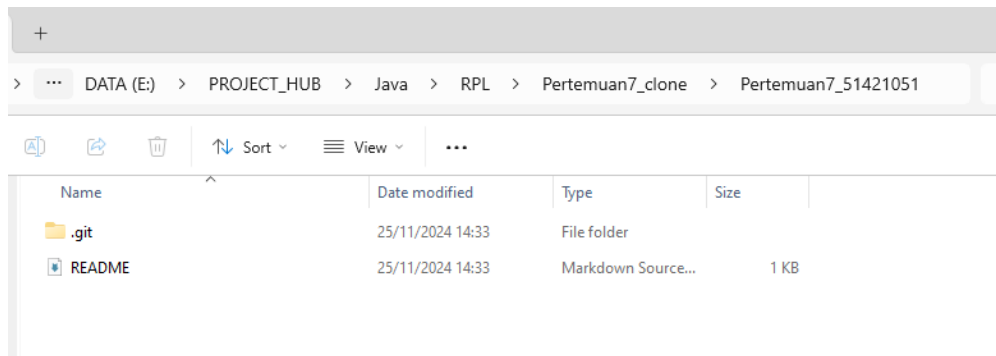 +
> ... DATA (E:) > PROJECT_HUB > Java > RPL > Pertemuan7_clone > Pertemuan7_51421051
A Sort View ...
Name Date modified Type Size
.git 25/11/2024 14:33 File folder
README 25/11/2024 14:33 Markdown Source... 1 KB